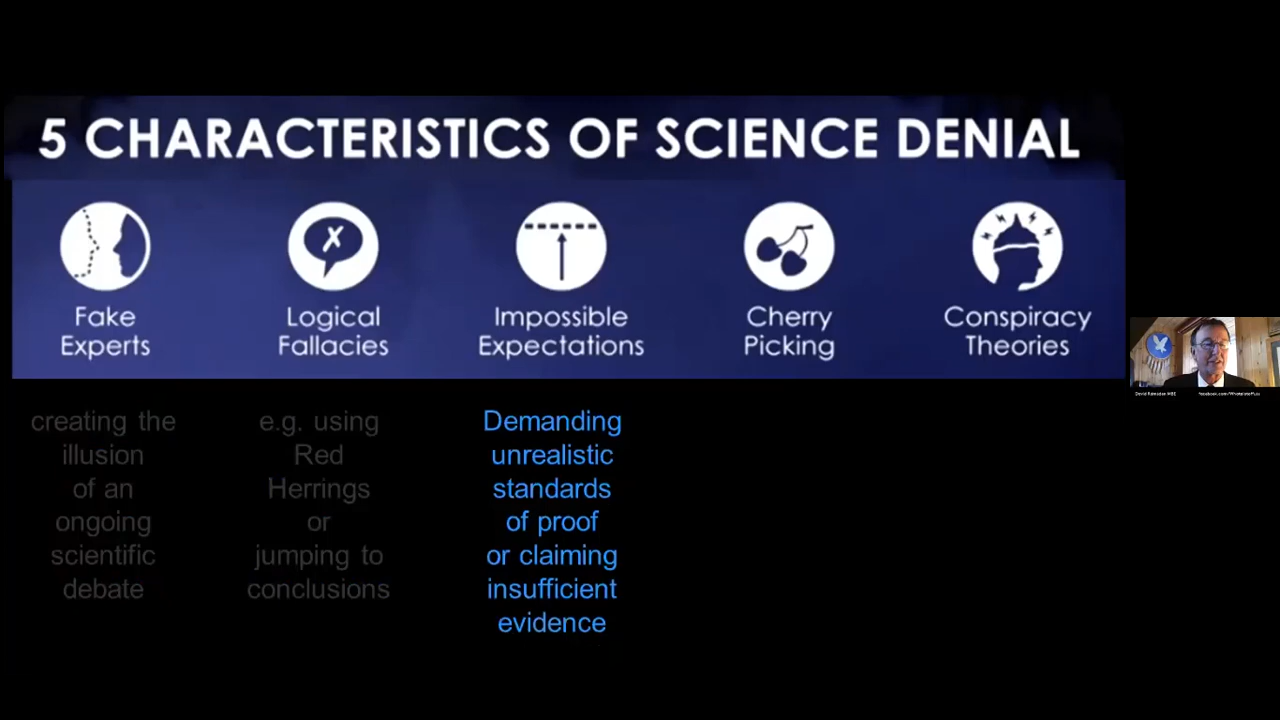 5 CHARACTERISTICS OF SCIENCE DENIAL
Fake
Experts
Logical
Fallacies
Impossible
Expectations
Cherry
Picking
Conspiracy
Theories
creating the
illusion
of an
ongoing
scientific
debate
e.g. using
Red
Herrings
or
jumping to
conclusions
Demanding
unrealistic
standards
of proof
or claiming
insufficient
evidence